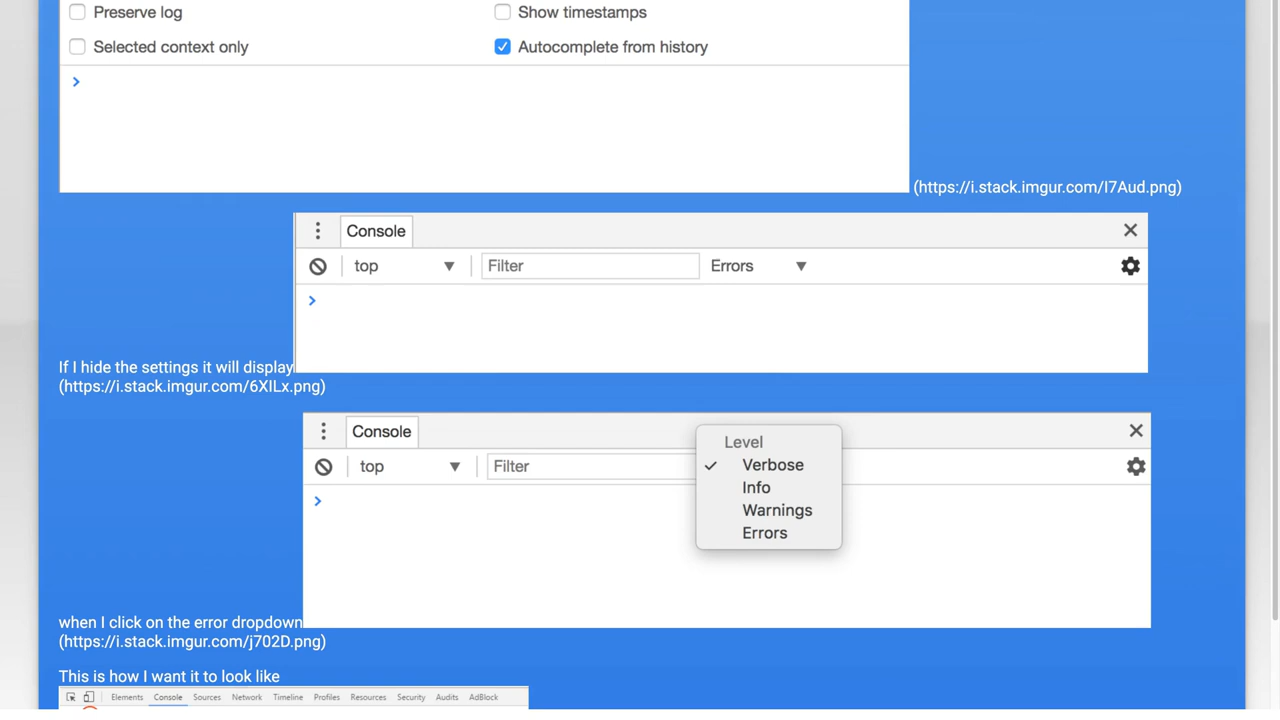 Preserve log Show timestamps
Selected context only Autocomplete from history
(https://i.stack.imgur.com/I7Aud.png)
Console
top Filter Errors
If I hide the settings it will display
(https://i.stack.imgur.com/6XILx.png)
Console
top Filter
Level
Verbose
Info
Warnings
Errors
when I click on the error dropdown
(https://i.stack.imgur.com/j702D.png)
This is how I want it to look like
Elements Console Sources Network Timeline Profiles Resources Security Audits AdBlock